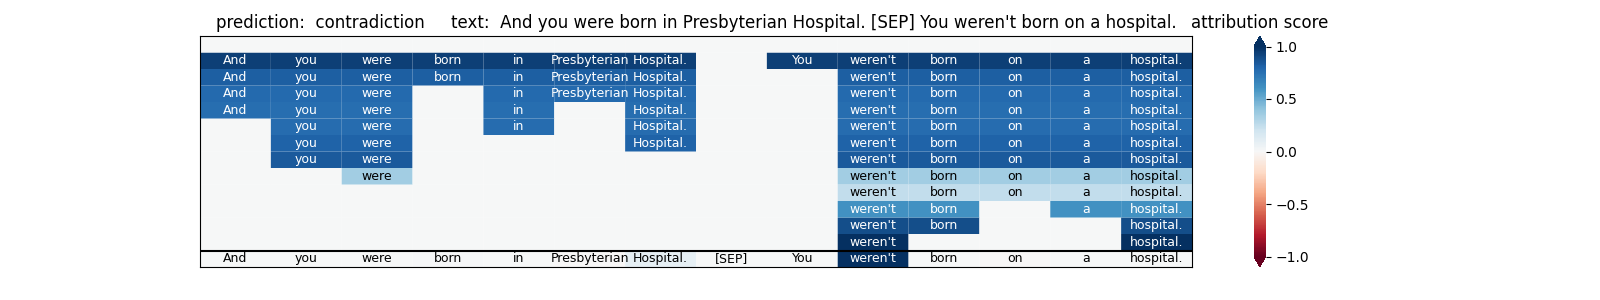 prediction:  contradiction     text:  And you were born in Presbyterian Hospital. [SEP] You weren't born on a hospital.   attribution score
And you were born in Presbyterian Hospital. You weren't born on a hospital.
And you were born in Presbyterian Hospital. weren't born on a hospital.
And you were in Presbyterian Hospital. weren't born on a hospital.
And you were in Hospital. weren't born on a hospital.
you were in Hospital. weren't born on a hospital.
you were Hospital. weren't born on a hospital.
you were weren't born on a hospital.
were weren't born on a hospital.
weren't born on a hospital.
weren't born a hospital.
weren't born hospital.
weren't hospital.
And you were born in Presbyterian Hospital. [SEP] You weren't born on a hospital.
1.0
0.5
0.0
−0.5
−1.0